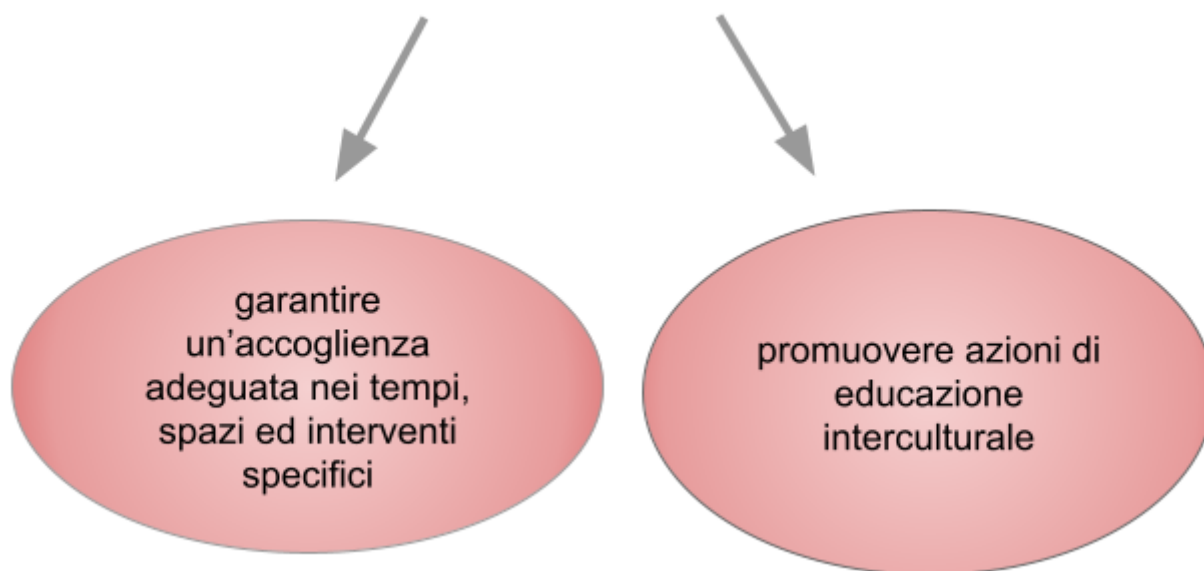 garantire
un’accoglienza
adeguata nei tempi,
spazi ed interventi
specifici
promuovere azioni di
educazione
interculturale